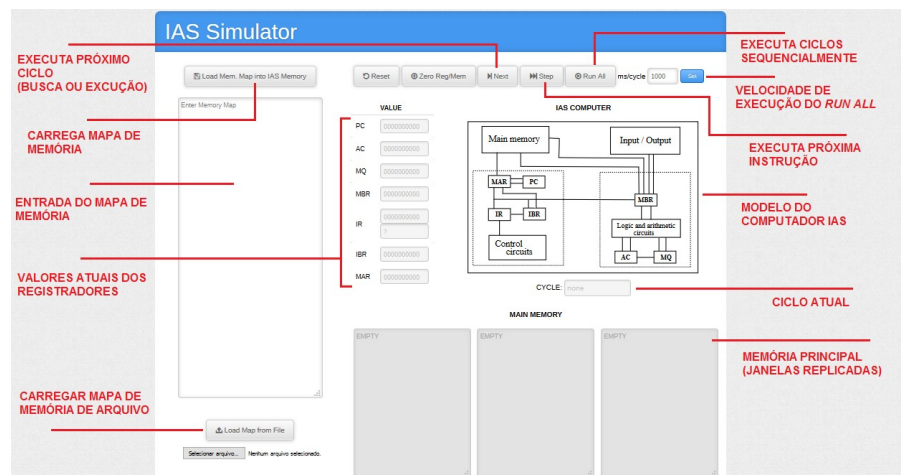 IAS Simulator
EXECUTA PRÓXIMO
CICLO
(BUSCA OU EXCUÇÃO)
CARREGA MAPA DE
MEMÓRIA
ENTRADA DO MAPA DE
MEMÓRIA
VALORES ATUAIS DOS
REGISTRADORES
CARREGAR MAPA DE
MEMÓRIA DE ARQUIVO
Load Mem. Map into IAS Memory
Enter Memory Map
Load Map from File
Selecionar arquivo... Nenhum arquivo selecionado.
Reset Zero Reg/Mem Next Step Run All ms/cycle 1000 Set
VALUE
PC 0000000000
AC 0000000000
MQ 0000000000
MBR 0000000000
IR 0000000000
?
IBR 0000000000
MAR 0000000000
IAS COMPUTER
Main memory Input / Output
MAR PC
MBR
IR IBR
Logic and arithmetic
circuits
Control
circuits
AC MQ
CYCLE: none
MAIN MEMORY
EMPTY EMPTY EMPTY
EXECUTA CICLOS
SEQUENCIALMENTE
VELOCIDADE DE
EXECUÇÃO DO RUN ALL
EXECUTA PRÓXIMA
INSTRUÇÃO
MODELO DO
COMPUTADOR IAS
CICLO ATUAL
MEMÓRIA PRINCIPAL
(JANELAS REPLICADAS)